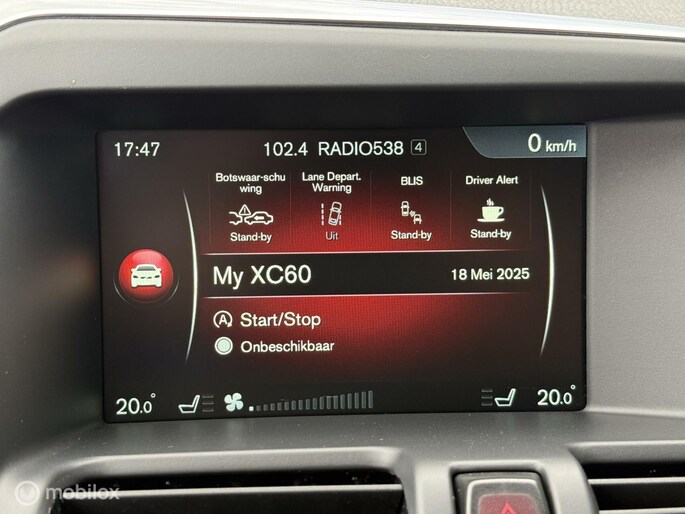 17:47
102.4 RADIO538 4
0 km/h
Botswaar-schu
wing
Stand-by
Lane Depart.
Warning
Uit
BLIS
Stand-by
Driver Alert
Stand-by
My XC60
18 Mei 2025
A Start/Stop
Onbeschikbaar
20.0°
20.0°
mobilox